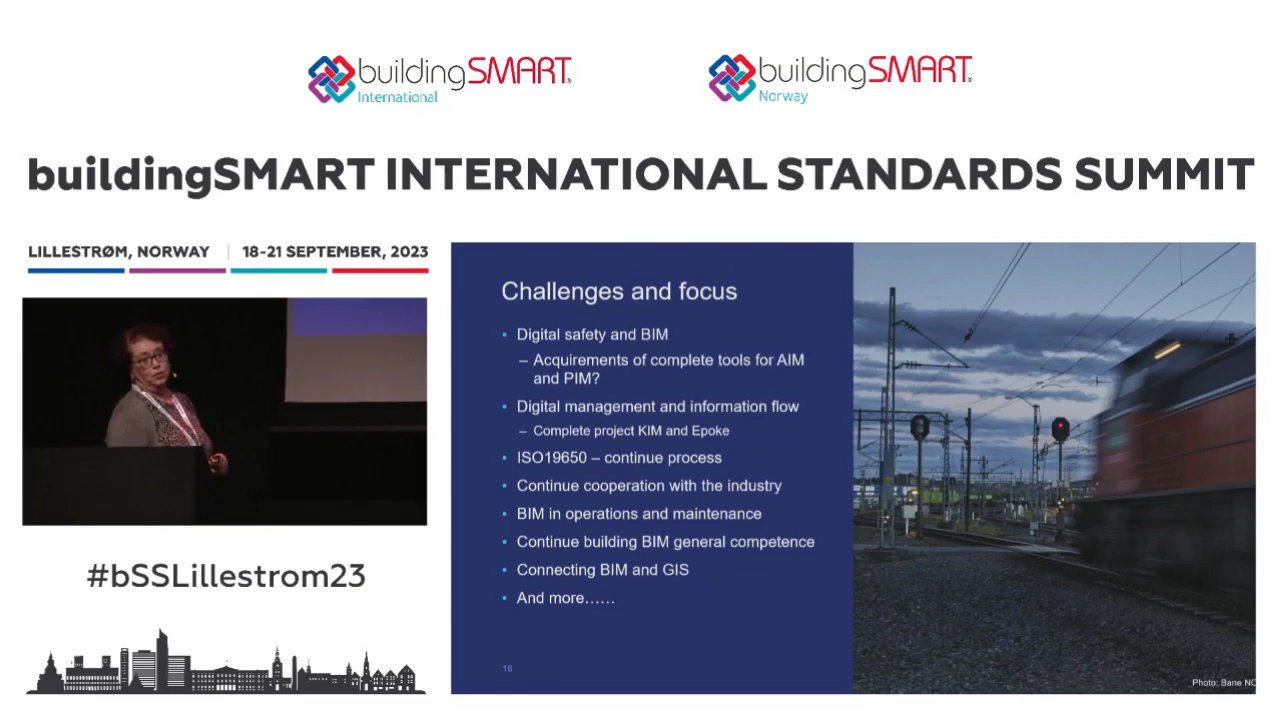 buildingSMART
International
buildingSMART
Norway
buildingSMART INTERNATIONAL STANDARDS SUMMIT
LILLESTRØM, NORWAY | 18-21 SEPTEMBER, 2023
#bSSLillestrom23
Challenges and focus
• Digital safety and BIM
– Acquirements of complete tools for AIM
and PIM?
• Digital management and information flow
– Complete project KIM and Epoke
• ISO19650 – continue process
• Continue cooperation with the industry
• BIM in operations and maintenance
• Continue building BIM general competence
• Connecting BIM and GIS
• And more……
16
Photo: Bane NO